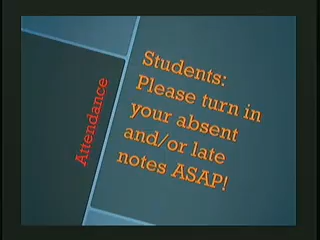 Attendance
Students:
Please turn in
your absent
and/or late
notes ASAP!